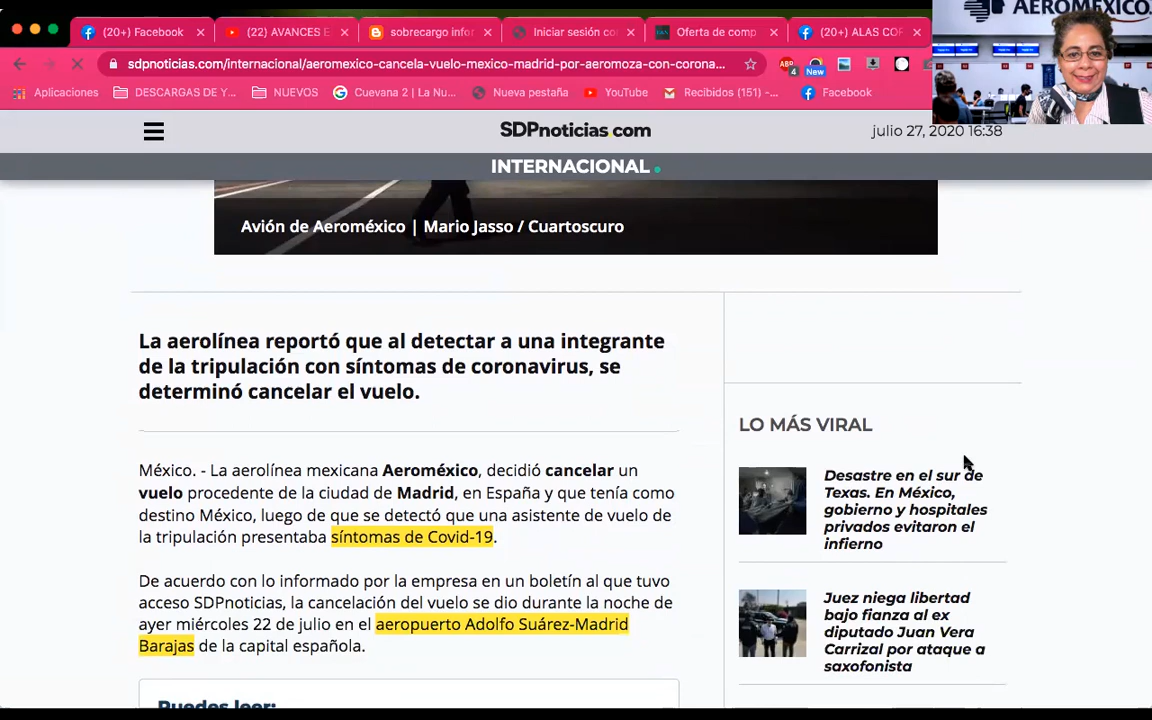 (20+) Facebook
(22) AVANCES E
sobrecargo infor
Iniciar sesión co
Oferta de comp
(20+) ALAS COF
AEROMÉXICO.
sdpnoticias.com/internacional/aeromexico-cancela-vuelo-mexico-madrid-por-aeromoza-con-corona...
ABP
4
New
Aplicaciones
DESCARGAS DE Y...
NUEVOS
Cuevana 2 | La Nu...
Nueva pestaña
YouTube
Recibidos (151) -...
Facebook
SDPnoticias.com
julio 27, 2020 16:38
INTERNACIONAL
Avión de Aeroméxico | Mario Jasso / Cuartoscuro
La aerolínea reportó que al detectar a una integrante
de la tripulación con síntomas de coronavirus, se
determinó cancelar el vuelo.
México. - La aerolínea mexicana Aeroméxico, decidió cancelar un
vuelo procedente de la ciudad de Madrid, en España y que tenía como
destino México, luego de que se detectó que una asistente de vuelo de
la tripulación presentaba síntomas de Covid-19.
De acuerdo con lo informado por la empresa en un boletín al que tuvo
acceso SDPnoticias, la cancelación del vuelo se dio durante la noche de
ayer miércoles 22 de julio en el aeropuerto Adolfo Suárez-Madrid
Barajas de la capital española.
Puedes leer:
LO MÁS VIRAL
Desastre en el sur de
Texas. En México,
gobierno y hospitales
privados evitaron el
infierno
Juez niega libertad
bajo fianza al ex
diputado Juan Vera
Carrizal por ataque a
saxofonista